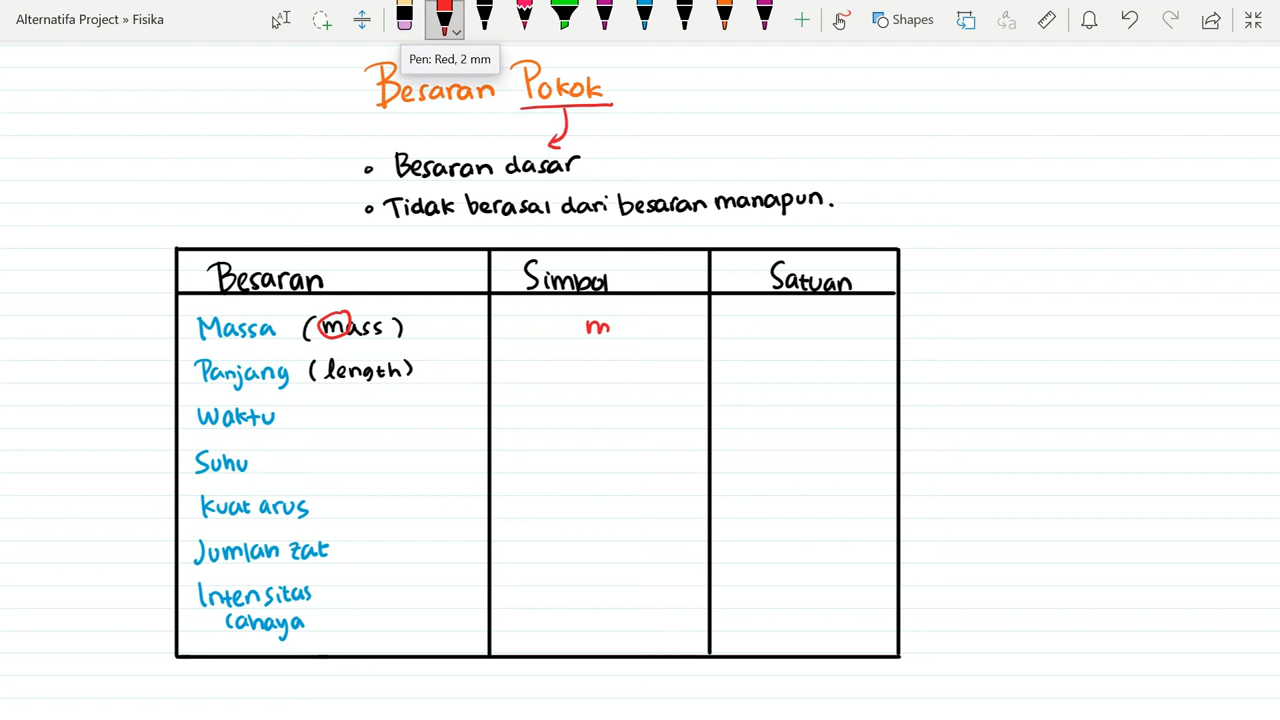 Alternatifa Project » Fisika
Shapes
Pen: Red, 2 mm
Besaran Pokok
• Besaran dasar
• Tidak berasal dari besaran manapun.
Besaran Simbol Satuan
Massa (mass) m
Panjang (length)
Waktu
Suhu
Kuat arus
Jumlah zat
Intensitas
Cahaya